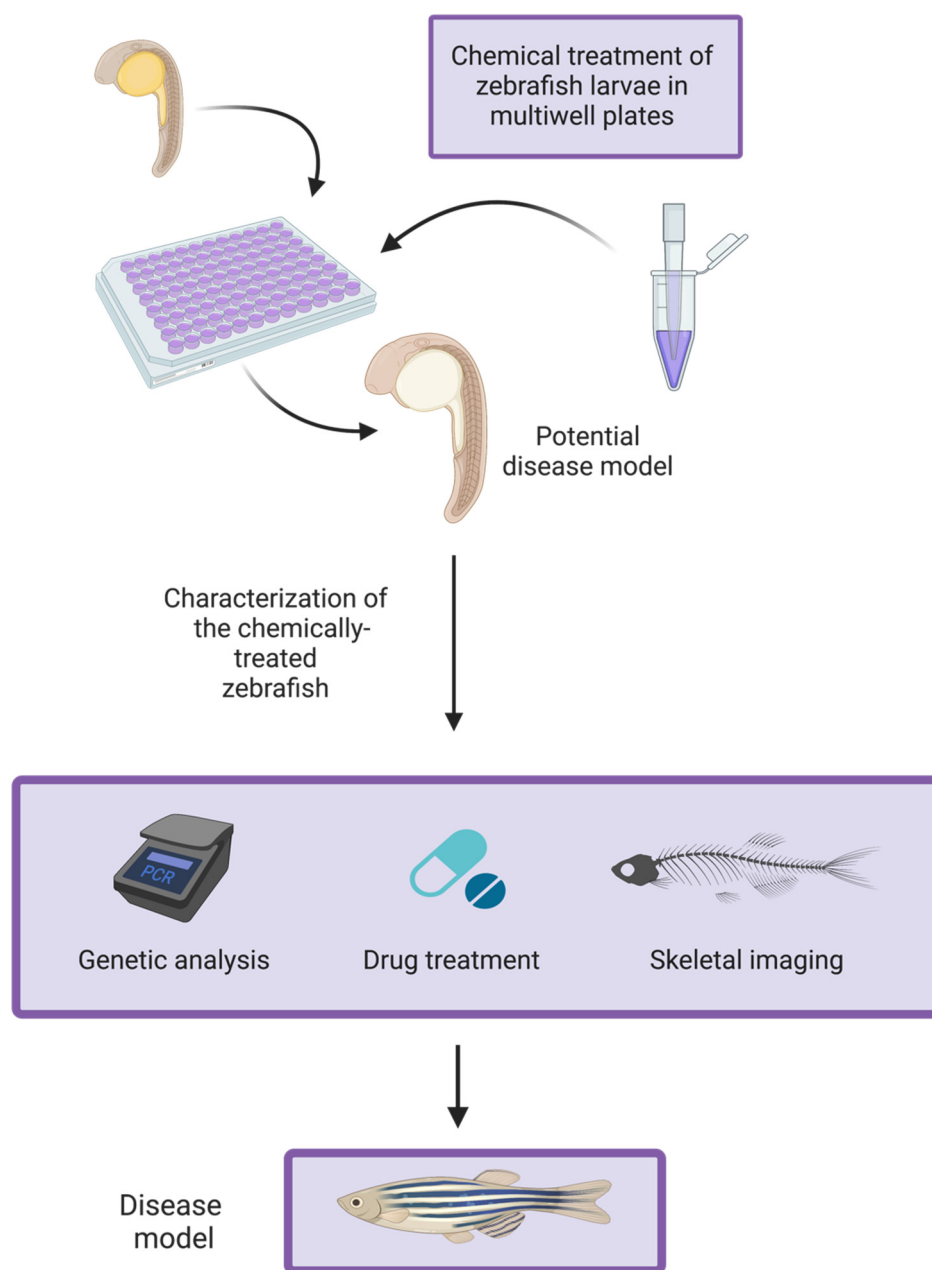 Chemical treatment of
zebrafish larvae in
multiwell plates
Potential
disease model
Characterization of
the chemically-
treated
zebrafish
PCR
Genetic analysis
Drug treatment
Skeletal imaging
Disease
model